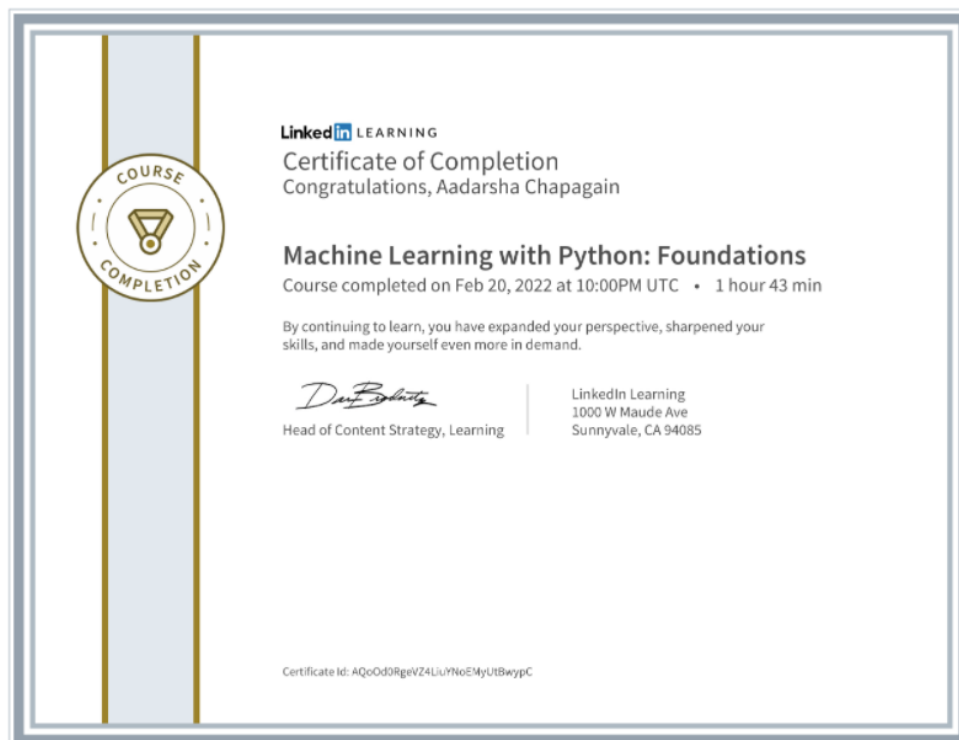 COURSE
COMPLETION
Linked in LEARNING
Certificate of Completion
Congratulations, Aadarsha Chapagain
Machine Learning with Python: Foundations
Course completed on Feb 20, 2022 at 10:00PM UTC • 1 hour 43 min
By continuing to learn, you have expanded your perspective, sharpened your
skills, and made yourself even more in demand.
Head of Content Strategy, Learning
LinkedIn Learning
1000 W Maude Ave
Sunnyvale, CA 94085
Certificate Id: AQoOd0RgeVZ4LiuYNoEMyUtBwypC